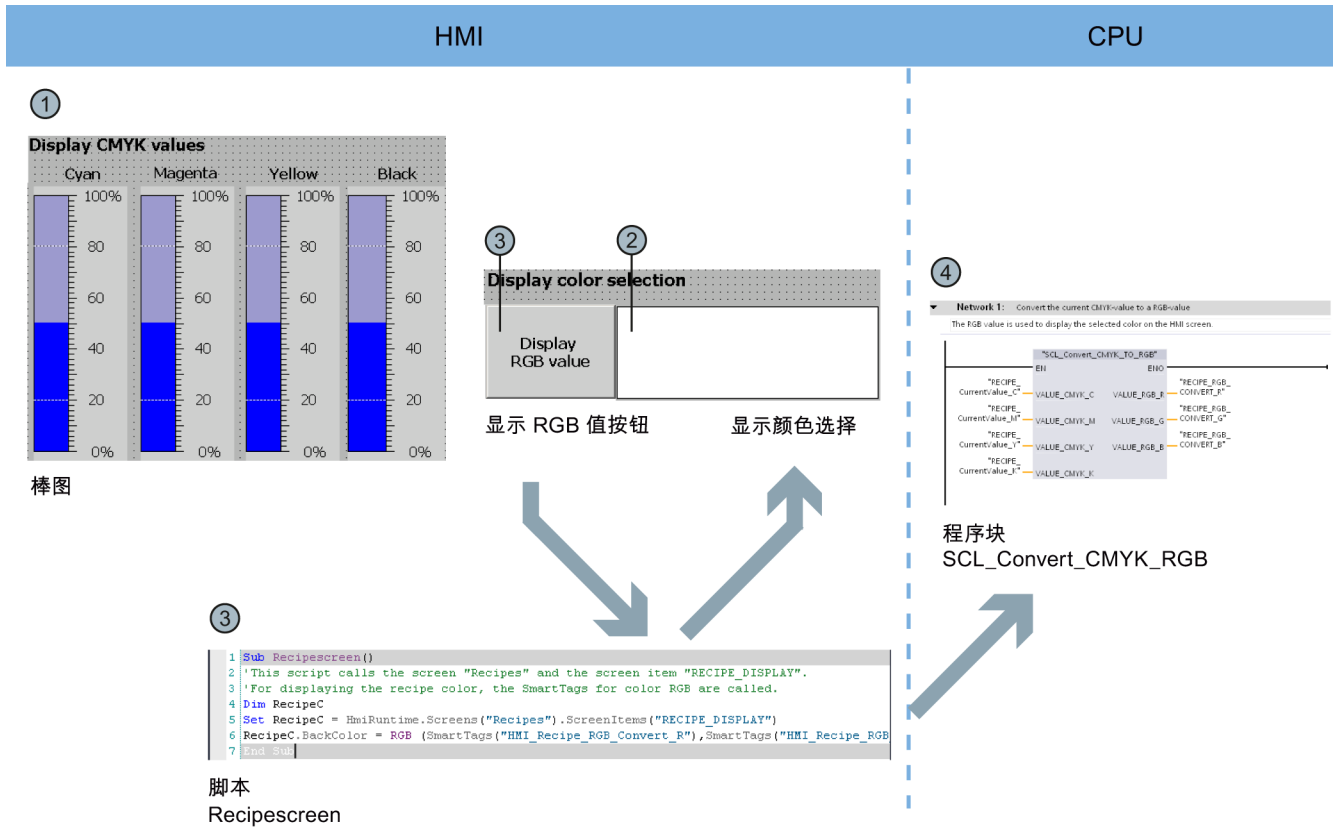 HMI
CPU
1
Display CMYK values
Cyan Magenta Yellow Black
100% 100% 100% 100%
80 80 80 80
60 60 60 60
40 40 40 40
20 20 20 20
0% 0% 0% 0%
棒图
3 2
Display color selection
Display
RGB value
显示 RGB 值按钮
显示颜色选择
4
Network 1: Convert the current CMYK-value to a RGB-value
The RGB value is used to display the selected color on the HMI screen.
"SCL_Convert_CMYK_TO_RGB"
EN ENO
"RECIPE_
CurrentValue_C" VALUE_CMYK_C VALUE_RGB_R "RECIPE_RGB_
CONVERT_R"
"RECIPE_
CurrentValue_M" VALUE_CMYK_M VALUE_RGB_G "RECIPE_RGB_
CONVERT_G"
"RECIPE_
CurrentValue_Y" VALUE_CMYK_Y VALUE_RGB_B "RECIPE_RGB_
CONVERT_B"
"RECIPE_
CurrentValue_K" VALUE_CMYK_K
程序块
SCL_Convert_CMYK_RGB
3
1 Sub Recipescreen()
2 'This script calls the screen "Recipes" and the screen item "RECIPE_DISPLAY".
3 'For displaying the recipe color, the SmartTags for color RGB are called.
4 Dim RecipeC
5 Set RecipeC = HmiRuntime.Screens("Recipes").ScreenItems("RECIPE_DISPLAY")
6 RecipeC.BackColor = RGB (SmartTags("HMI_Recipe_RGB_Convert_R"),SmartTags("HMI_Recipe_RGB
7 End Sub
脚本
Recipescreen